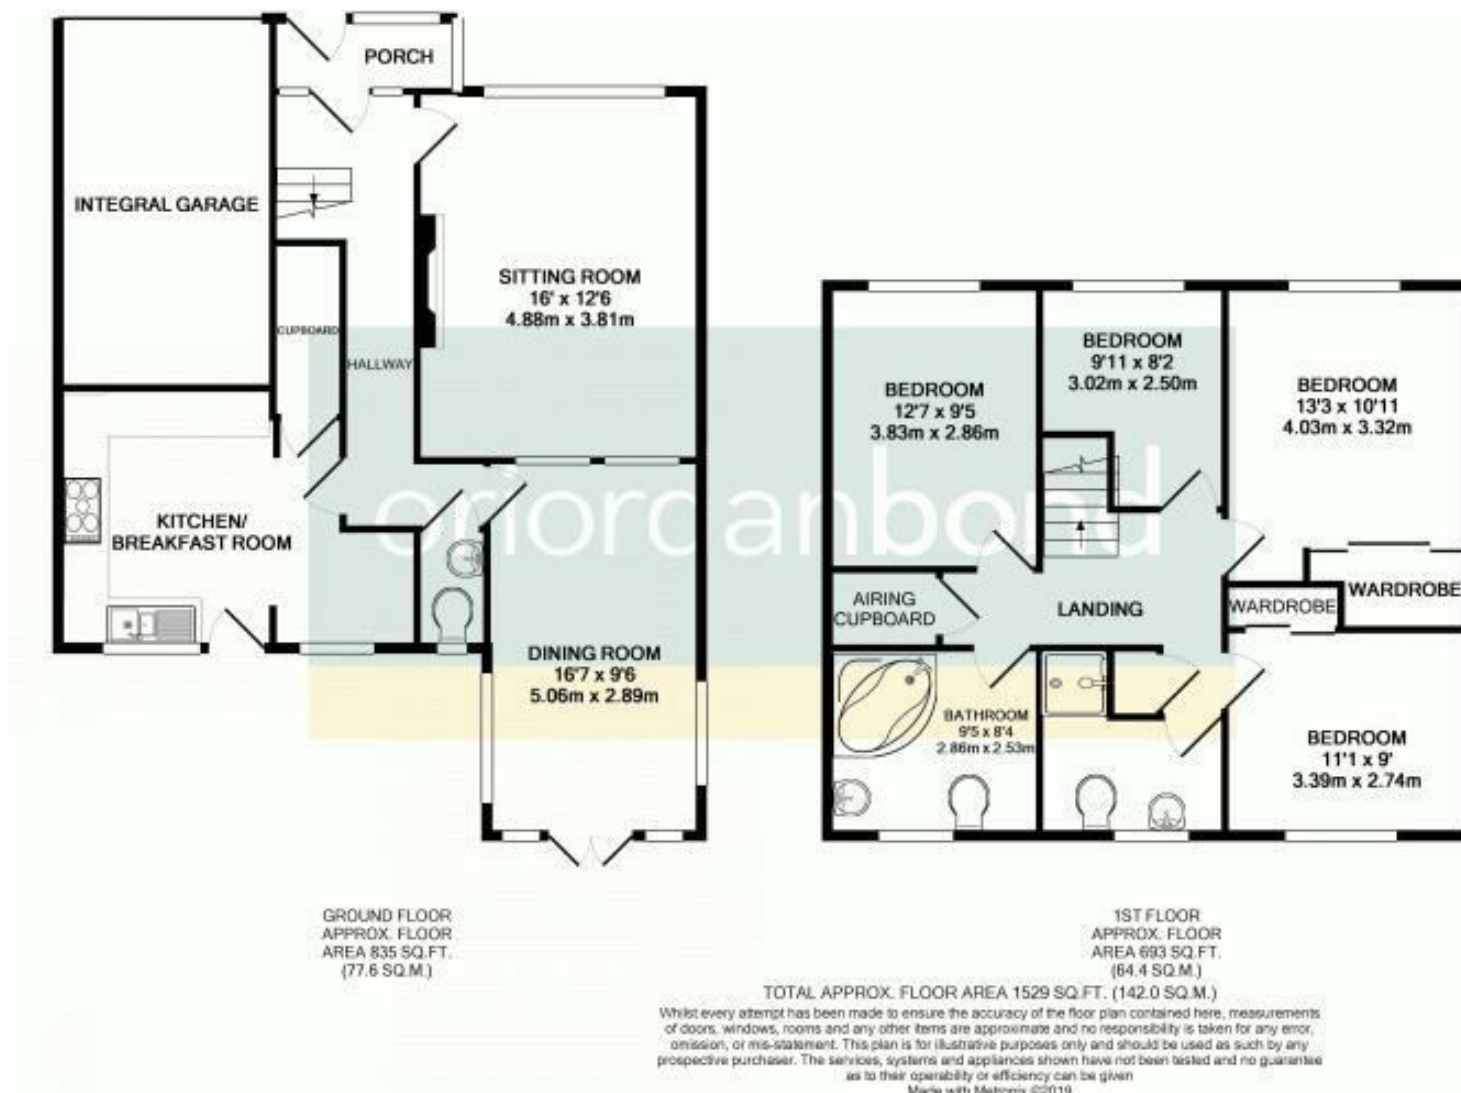 PORCH
INTEGRAL GARAGE
SITTING ROOM
16' x 12'6
4.88m x 3.81m
CUPBOARD
HALLWAY
KITCHEN/
BREAKFAST ROOM
DINING ROOM
16'7 x 9'6
5.06m x 2.89m
BEDROOM
12'7 x 9'5
3.83m x 2.86m
BEDROOM
9'11 x 8'2
3.02m x 2.50m
BEDROOM
13'3 x 10'11
4.03m x 3.32m
oriordanbond
AIRING
CUPBOARD
LANDING
WARDROBE
WARDROBE
BATHROOM
9'5 x 8'4
2.86m x 2.53m
BEDROOM
11'1 x 9'
3.39m x 2.74m
GROUND FLOOR
APPROX. FLOOR
AREA 835 SQ.FT.
(77.6 SQ.M.)
1ST FLOOR
APPROX. FLOOR
AREA 693 SQ.FT.
(64.4 SQ.M.)
TOTAL APPROX. FLOOR AREA 1529 SQ.FT. (142.0 SQ.M.)
Whilst every attempt has been made to ensure the accuracy of the floor plan contained here, measurements
of doors, windows, rooms and any other items are approximate and no responsibility is taken for any error,
omission, or mis-statement. This plan is for illustrative purposes only and should be used as such by any
prospective purchaser. The services, systems and appliances shown have not been tested and no guarantee
as to their operability or efficiency can be given
Made with Metropix ©2019